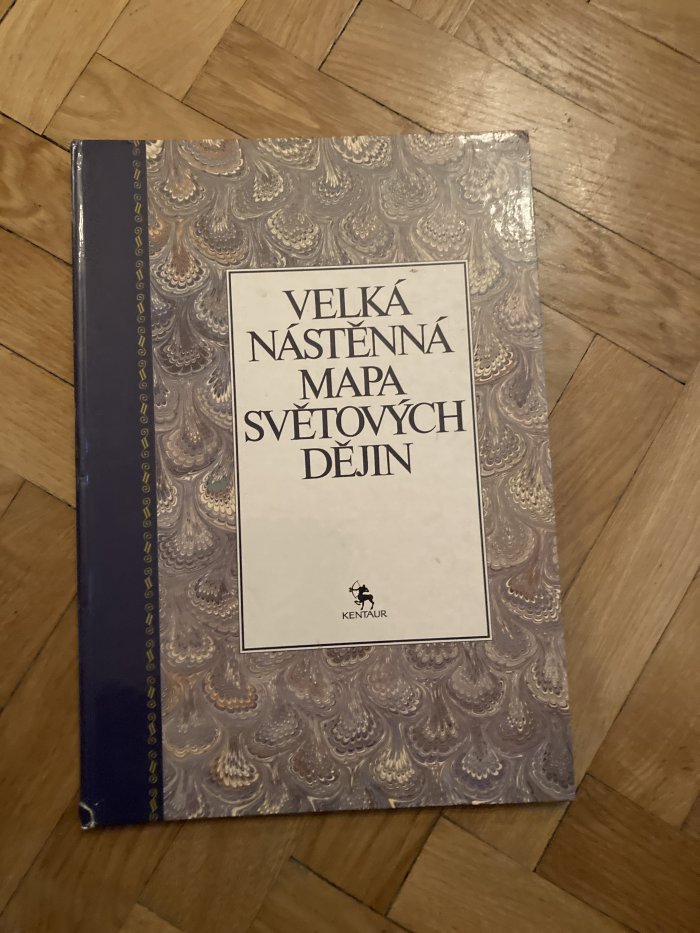 VELKÁ
NÁSTĚNNÁ
MAPA
SVĚTOVÝCH
DĚJIN
KENTAUR